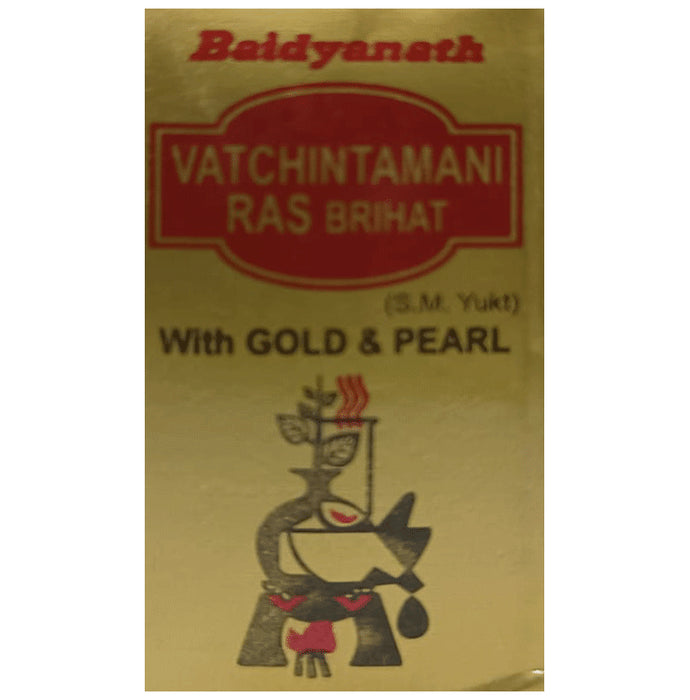 Baidyanath
VATCHINTAMANI
RAS BRIHAT
(S.M. Yukt)
With GOLD & PEARL